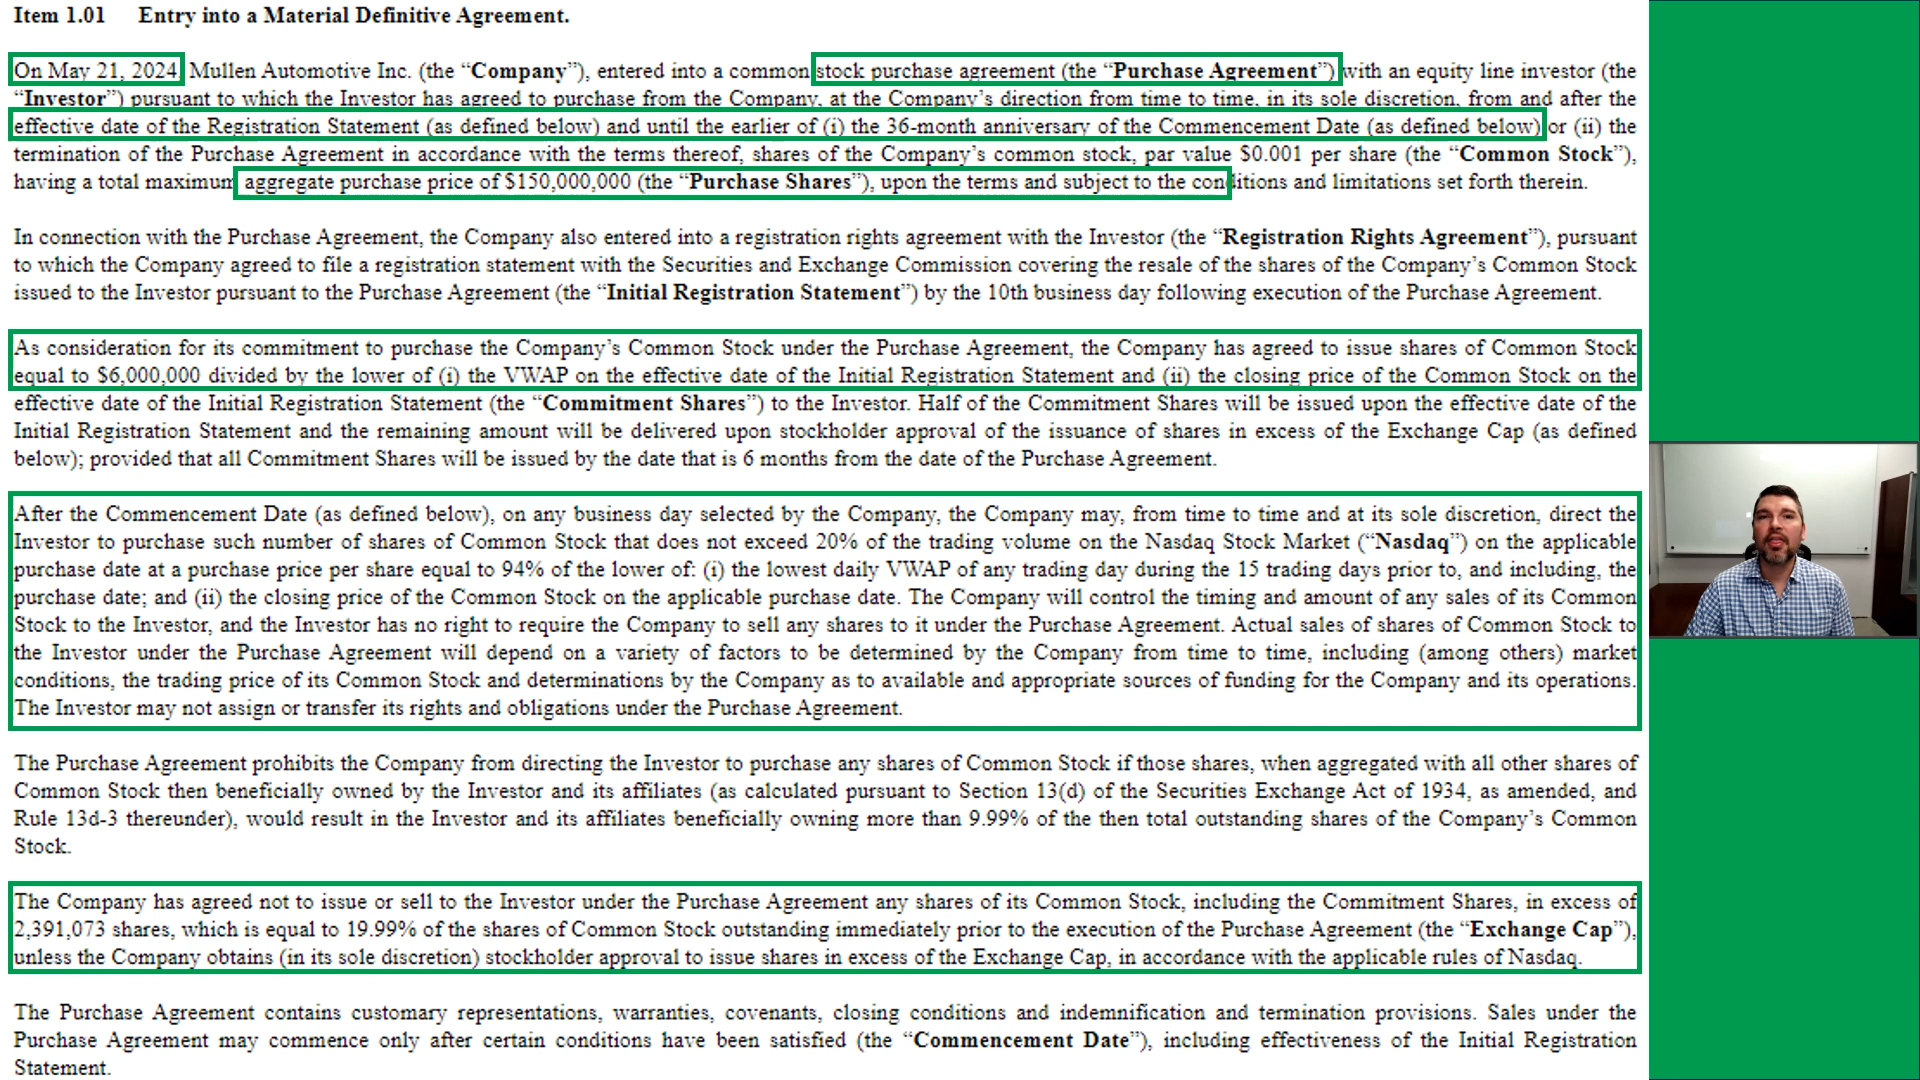 Item 1.01 Entry into a Material Definitive Agreement.
On May 21, 2024, Mullen Automotive Inc. (the “Company”), entered into a common stock purchase agreement (the “Purchase Agreement”) with an equity line investor (the
“Investor”) pursuant to which the Investor has agreed to purchase from the Company, at the Company’s direction from time to time, in its sole discretion, from and after the
effective date of the Registration Statement (as defined below) and until the earlier of (i) the 36-month anniversary of the Commencement Date (as defined below) or (ii) the
termination of the Purchase Agreement in accordance with the terms thereof, shares of the Company’s common stock, par value $0.001 per share (the “Common Stock”),
having a total maximum aggregate purchase price of $150,000,000 (the “Purchase Shares”), upon the terms and subject to the conditions and limitations set forth therein.
In connection with the Purchase Agreement, the Company also entered into a registration rights agreement with the Investor (the “Registration Rights Agreement”), pursuant
to which the Company agreed to file a registration statement with the Securities and Exchange Commission covering the resale of the shares of the Company’s Common Stock
issued to the Investor pursuant to the Purchase Agreement (the “Initial Registration Statement”) by the 10th business day following execution of the Purchase Agreement.
As consideration for its commitment to purchase the Company’s Common Stock under the Purchase Agreement, the Company has agreed to issue shares of Common Stock
equal to $6,000,000 divided by the lower of (i) the VWAP on the effective date of the Initial Registration Statement and (ii) the closing price of the Common Stock on the
effective date of the Initial Registration Statement (the “Commitment Shares”) to the Investor. Half of the Commitment Shares will be issued upon the effective date of the
Initial Registration Statement and the remaining amount will be delivered upon stockholder approval of the issuance of shares in excess of the Exchange Cap (as defined
below); provided that all Commitment Shares will be issued by the date that is 6 months from the date of the Purchase Agreement.
After the Commencement Date (as defined below), on any business day selected by the Company, the Company may, from time to time and at its sole discretion, direct the
Investor to purchase such number of shares of Common Stock that does not exceed 20% of the trading volume on the Nasdaq Stock Market (“Nasdaq”) on the applicable
purchase date at a purchase price per share equal to 94% of the lower of: (i) the lowest daily VWAP of any trading day during the 15 trading days prior to, and including, the
purchase date; and (ii) the closing price of the Common Stock on the applicable purchase date. The Company will control the timing and amount of any sales of its Common
Stock to the Investor, and the Investor has no right to require the Company to sell any shares to it under the Purchase Agreement. Actual sales of shares of Common Stock to
the Investor under the Purchase Agreement will depend on a variety of factors to be determined by the Company from time to time, including (among others) market
conditions, the trading price of its Common Stock and determinations by the Company as to available and appropriate sources of funding for the Company and its operations.
The Investor may not assign or transfer its rights and obligations under the Purchase Agreement.
The Purchase Agreement prohibits the Company from directing the Investor to purchase any shares of Common Stock if those shares, when aggregated with all other shares of
Common Stock then beneficially owned by the Investor and its affiliates (as calculated pursuant to Section 13(d) of the Securities Exchange Act of 1934, as amended, and
Rule 13d-3 thereunder), would result in the Investor and its affiliates beneficially owning more than 9.99% of the then total outstanding shares of the Company’s Common
Stock.
The Company has agreed not to issue or sell to the Investor under the Purchase Agreement any shares of its Common Stock, including the Commitment Shares, in excess of
2,391,073 shares, which is equal to 19.99% of the shares of Common Stock outstanding immediately prior to the execution of the Purchase Agreement (the “Exchange Cap”),
unless the Company obtains (in its sole discretion) stockholder approval to issue shares in excess of the Exchange Cap, in accordance with the applicable rules of Nasdaq.
The Purchase Agreement contains customary representations, warranties, covenants, closing conditions and indemnification and termination provisions. Sales under the
Purchase Agreement may commence only after certain conditions have been satisfied (the “Commencement Date”), including effectiveness of the Initial Registration
Statement.